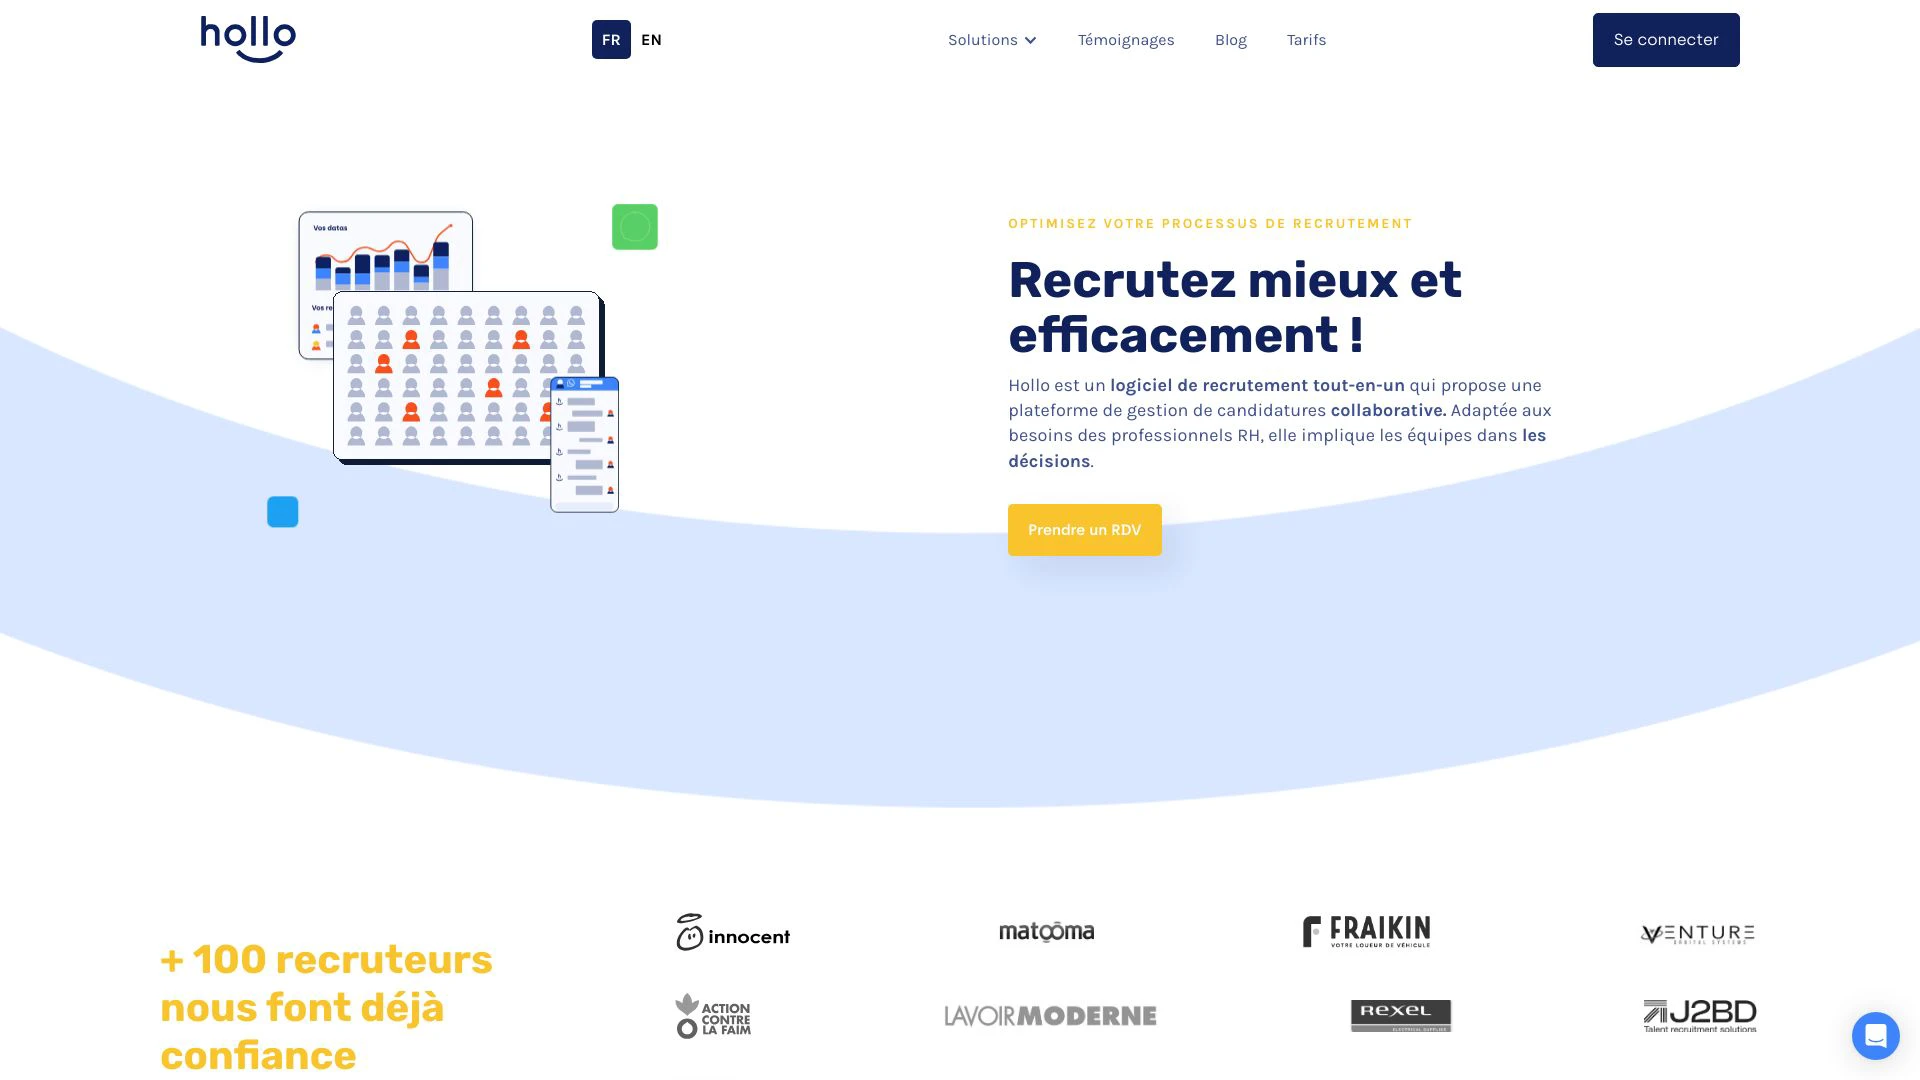 hollo
FR EN
Solutions
Témoignages
Blog
Tarifs
Se connecter
Vos datas
OPTIMISEZ VOTRE PROCESSUS DE RECRUTEMENT
Recrutez mieux et
efficacement !
Hollo est un logiciel de recrutement tout-en-un qui propose une
plateforme de gestion de candidatures collaborative. Adaptée aux
besoins des professionnels RH, elle implique les équipes dans les
décisions.
Prendre un RDV
+ 100 recruteurs
nous font déjà
confiance
innocent
matooma
FRAIKIN
VOTRE LOUEUR DE VÉHICULE
VENTURE
ORBITAL SYSTEMS
ACTION
CONTRE
LA FAIM
LAVOIRMODERNE
REXEL
ELECTRICAL SUPPLIES
J2BD
Talent recruitment solutions